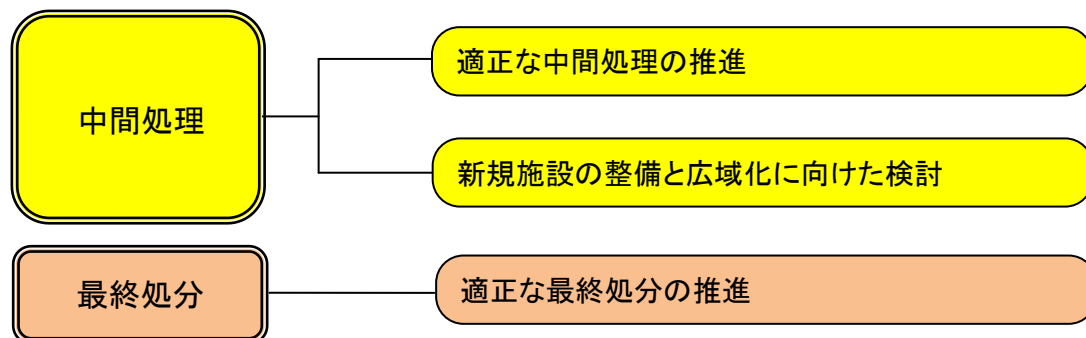 中間処理
適正な中間処理の推進
新規施設の整備と広域化に向けた検討
最終処分
適正な最終処分の推進